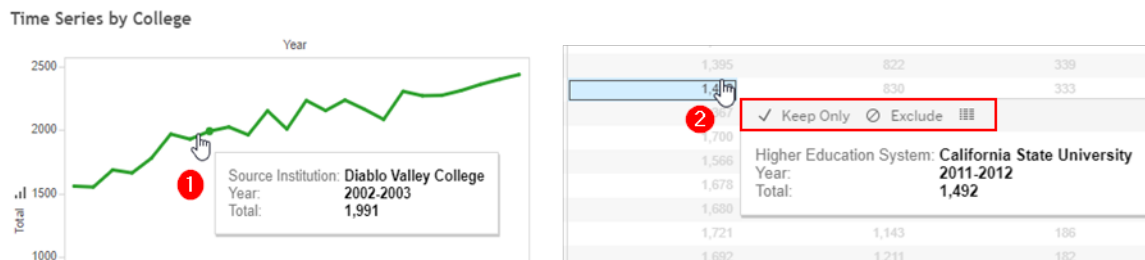 Time Series by College
Year
2500
2000
1500
1000
Total
1
Source Institution: Diablo Valley College
Year: 2002-2003
Total: 1,991
1,395 822 339
830 333
2
Keep Only Exclude
1,700
Higher Education System: California State University
1,566
Year: 2011-2012
1,678
Total: 1,492
1,680
1,721 1,143 186
1,692 1,211 182